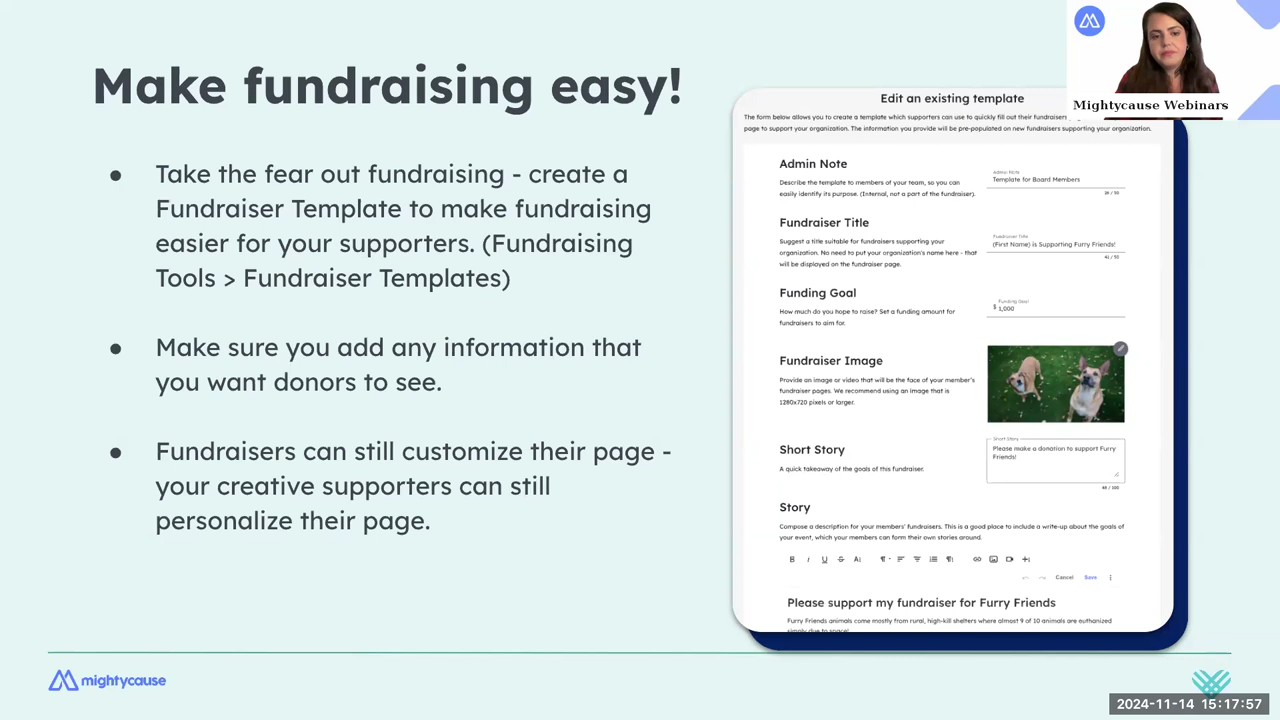 Make fundraising easy!
● Take the fear out fundraising - create a
Fundraiser Template to make fundraising
easier for your supporters. (Fundraising
Tools > Fundraiser Templates)
● Make sure you add any information that
you want donors to see.
● Fundraisers can still customize their page -
your creative supporters can still
personalize their page.
Mightycause Webinars
Edit an existing template
The form below allows you to create a template which supporters can use to quickly fill out their fundraisers
page to support your organization. The information you provide will be pre-populated on new fundraisers supporting your organization.
Admin Note
Describe the template to members of your team, so you can
easily identify its purpose. (Internal, not a part of the fundraiser).
Admin Note
Template for Board Members
26 / 50
Fundraiser Title
Suggest a title suitable for fundraisers supporting your
organization. No need to put your organization's name here - that
will be displayed on the fundraiser page.
Fundraiser Title
(First Name) is Supporting Furry Friends!
41 / 50
Funding Goal
How much do you hope to raise? Set a funding amount for
fundraisers to aim for.
Funding Goal
$ 1,000
Fundraiser Image
Provide an image or video that will be the face of your member's
fundraiser pages. We recommend using an image that is
1280x720 pixels or larger.
Short Story
A quick takeaway of the goals of this fundraiser.
Short Story
Please make a donation to support Furry
Friends!
48 / 100
Story
Compose a description for your members' fundraisers. This is a good place to include a write-up about the goals of
your event, which your members can form their own stories around.
Cancel Save
Please support my fundraiser for Furry Friends
Furry Friends animals come mostly from rural, high-kill shelters where almost 9 of 10 animals are euthanized
simply due to space!
mightycause
2024-11-14 15:17:57